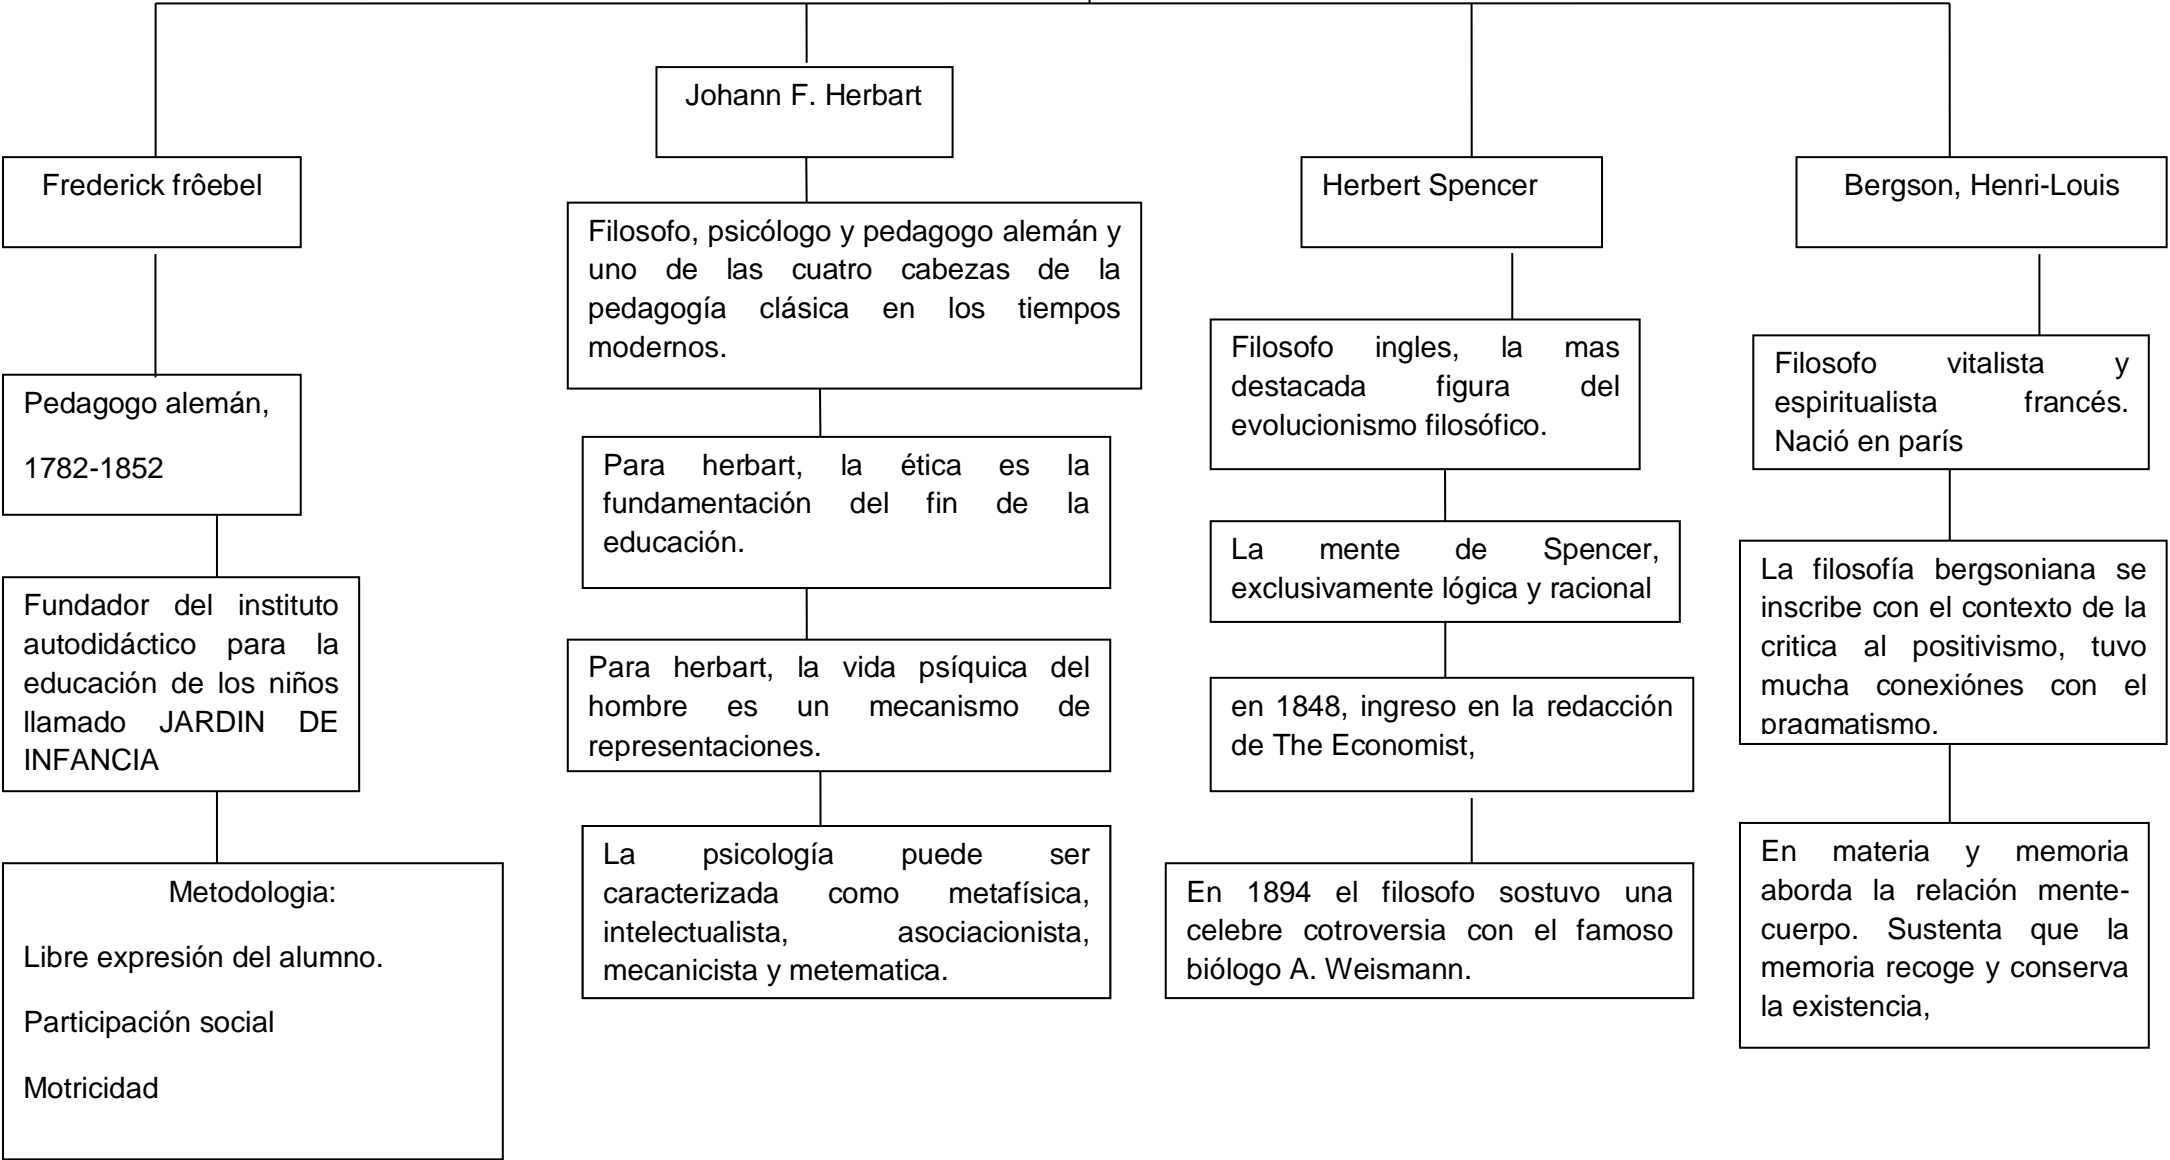 Frederick frôebel
Pedagogo alemán,
1782-1852
Fundador del instituto
autodidáctico para la
educación de los niños
llamado JARDIN DE
INFANCIA
Metodologia:
Libre expresión del alumno.
Participación social
Motricidad
Johann F. Herbart
Filosofo, psicólogo y pedagogo alemán y
uno de las cuatro cabezas de la
pedagogía clásica en los tiempos
modernos.
Para herbart, la ética es la
fundamentación del fin de la
educación.
Para herbart, la vida psíquica del
hombre es un mecanismo de
representaciones.
La psicología puede ser
caracterizada como metafísica,
intelectualista, asociacionista,
mecanicista y metematica.
Herbert Spencer
Filosofo ingles, la mas
destacada figura del
evolucionismo filosófico.
La mente de Spencer,
exclusivamente lógica y racional
en 1848, ingreso en la redacción
de The Economist,
En 1894 el filosofo sostuvo una
celebre cotroversia con el famoso
biólogo A. Weismann.
Bergson, Henri-Louis
Filosofo vitalista y
espiritualista francés.
Nació en parís
La filosofía bergsoniana se
inscribe con el contexto de la
critica al positivismo, tuvo
mucha conexiónes con el
pragmatismo.
En materia y memoria
aborda la relación mente-
cuerpo. Sustenta que la
memoria recoge y conserva
la existencia,